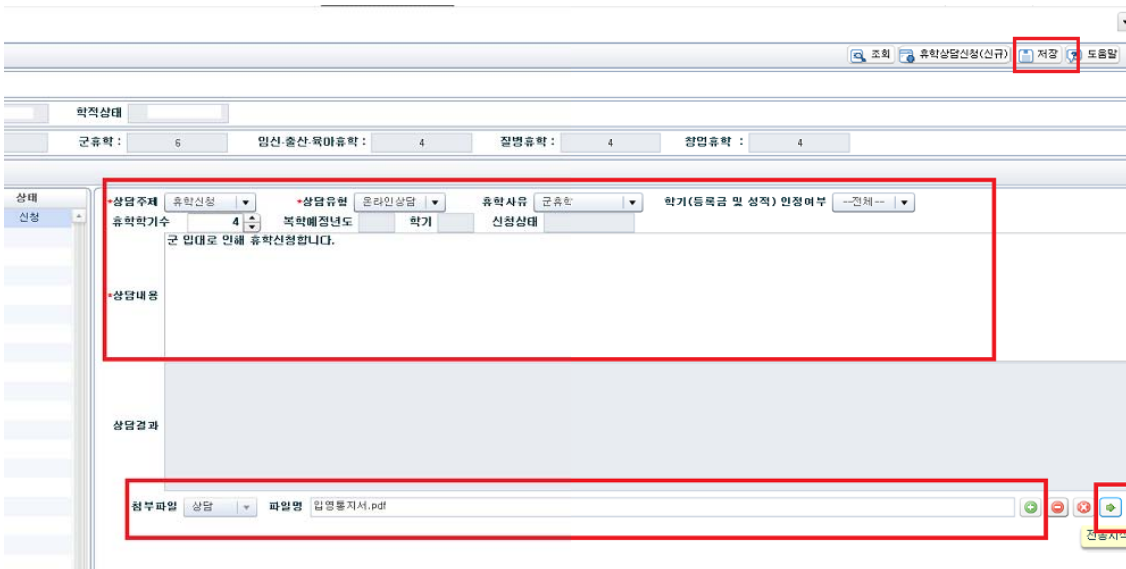 조회 휴학상담신청(신규) 저장 도움말
학적상태
군휴학 : 6 임신·출산·육아휴학 : 4 질병휴학 : 4 창업휴학 : 4
상태
신청
*상담주제 휴학신청 *상담유형 온라인상담 휴학사유 군휴학 학기(등록금 및 성적) 인정여부 --전체--
휴학학기수 4 복학예정년도 학기 신청상태
군 입대로 인해 휴학신청합니다.
*상담내용
상담결과
첨부파일 상담 파일명 입영통지서.pdf